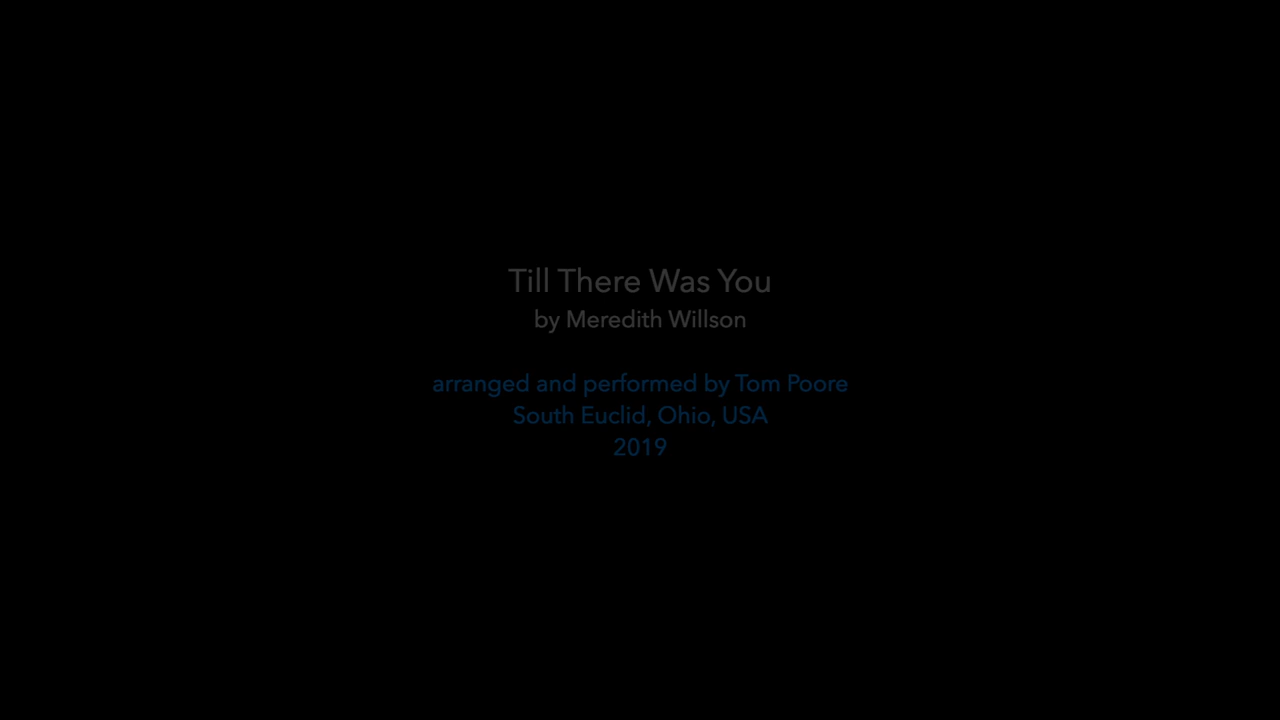 Till There Was You
by Meredith Willson
arranged and performed by Tom Poore
South Euclid, Ohio, USA
2019